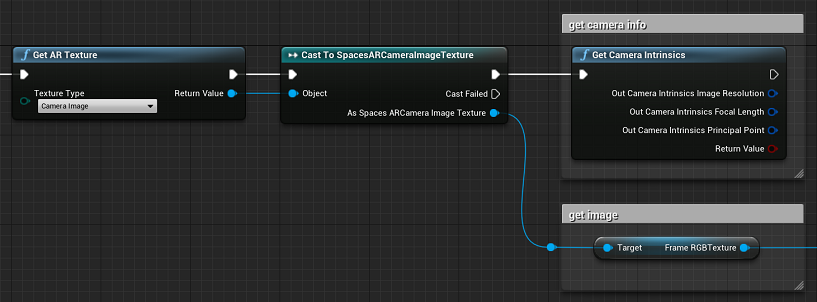 get camera info
Get AR Texture
Texture Type
Camera Image
Return Value
Cast To SpacesARCameraImageTexture
Object
Cast Failed
As Spaces ARCamera Image Texture
Get Camera Intrinsics
Out Camera Intrinsics Image Resolution
Out Camera Intrinsics Focal Length
Out Camera Intrinsics Principal Point
Return Value
get image
Target Frame RGBTexture